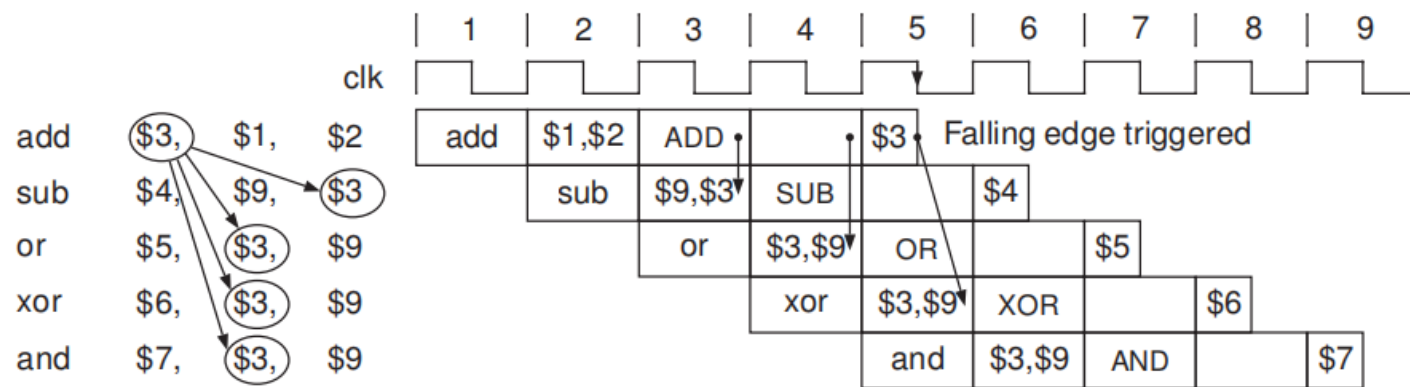 1 2 3 4 5 6 7 8 9
clk
add $3, $1, $2 add $1,$2 ADD $3 Falling edge triggered
sub $4, $9, $3 sub $9,$3 SUB $4
or $5, $3, $9 or $3,$9 OR $5
xor $6, $3, $9 xor $3,$9 XOR $6
and $7, $3, $9 and $3,$9 AND $7